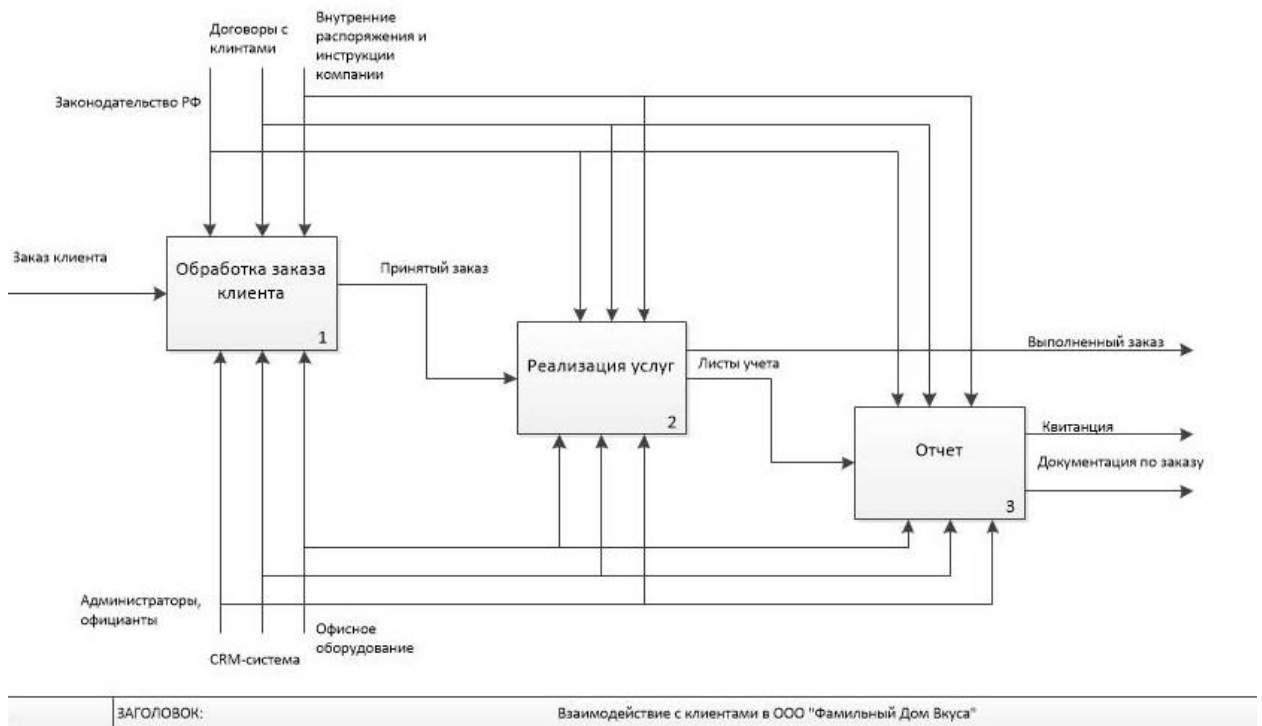 Договоры с
клинтами
Внутренние
распоряжения и
инструкции
компании
Законодательство РФ
Заказ клиента
Обработка заказа
клиента
1
Принятый заказ
Реализация услуг
2
Выполненный заказ
Листы учета
Отчет
3
Квитанция
Документация по заказу
Администраторы,
официанты
CRM-система
Офисное
оборудование
ЗАГОЛОВОК:
Взаимодействие с клиентами в ООО "Фамильный Дом Вкуса"